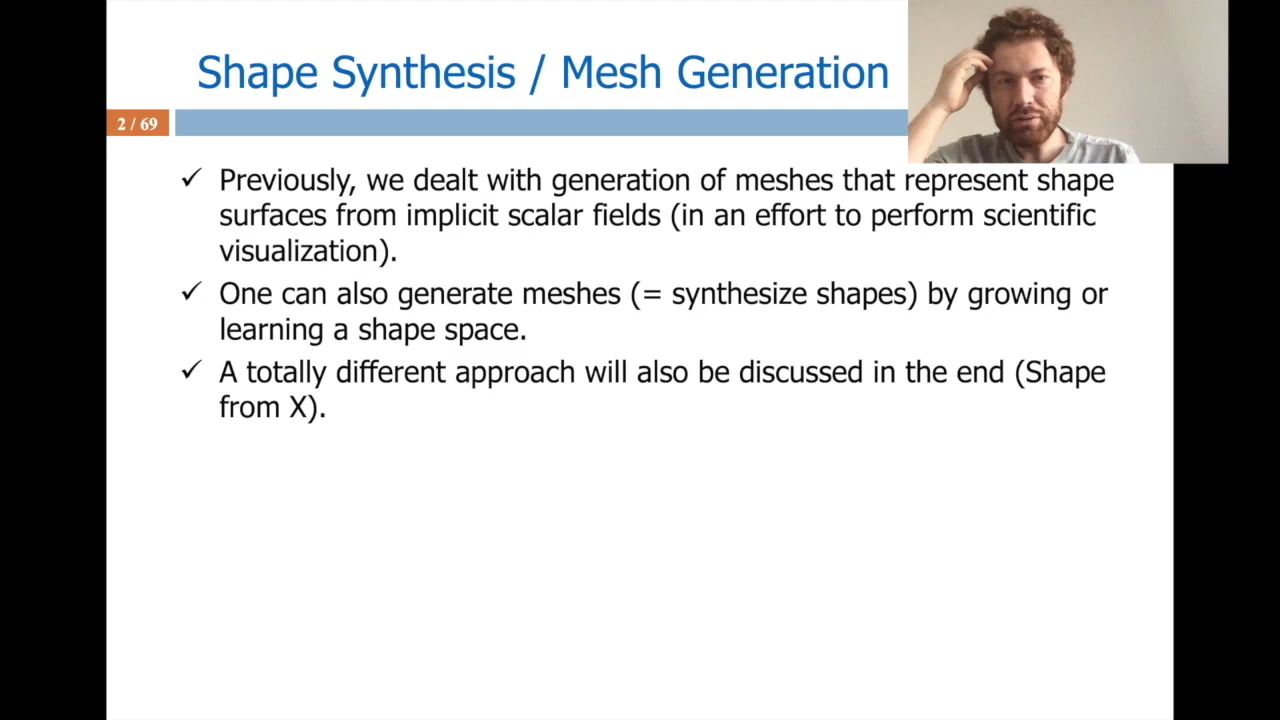 Shape Synthesis / Mesh Generation
2 / 69
✓ Previously, we dealt with generation of meshes that represent shape
surfaces from implicit scalar fields (in an effort to perform scientific
visualization).
✓ One can also generate meshes (= synthesize shapes) by growing or
learning a shape space.
✓ A totally different approach will also be discussed in the end (Shape
from X).